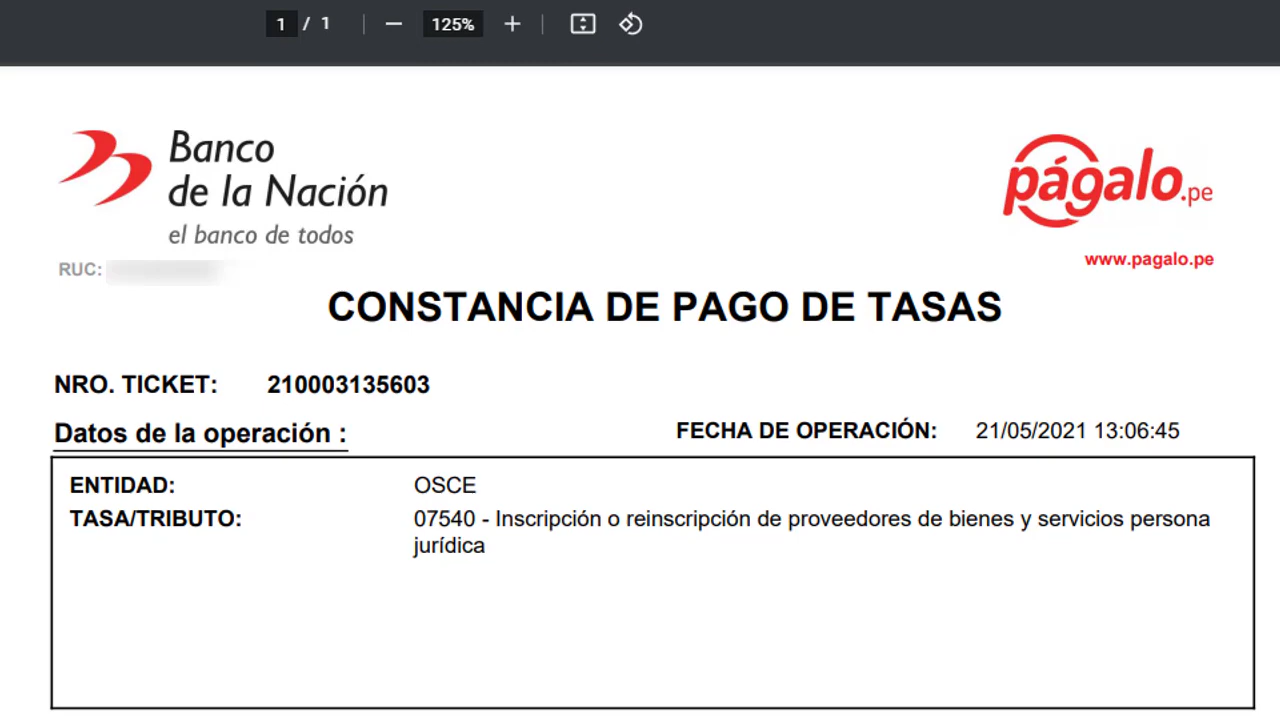 1 / 1 125%
Banco
de la Nación
el banco de todos
págalo.pe
RUC:
www.pagalo.pe
CONSTANCIA DE PAGO DE TASAS
NRO. TICKET: 210003135603
Datos de la operación : FECHA DE OPERACIÓN: 21/05/2021 13:06:45
ENTIDAD: OSCE
TASA/TRIBUTO: 07540 - Inscripción o reinscripción de proveedores de bienes y servicios persona
jurídica